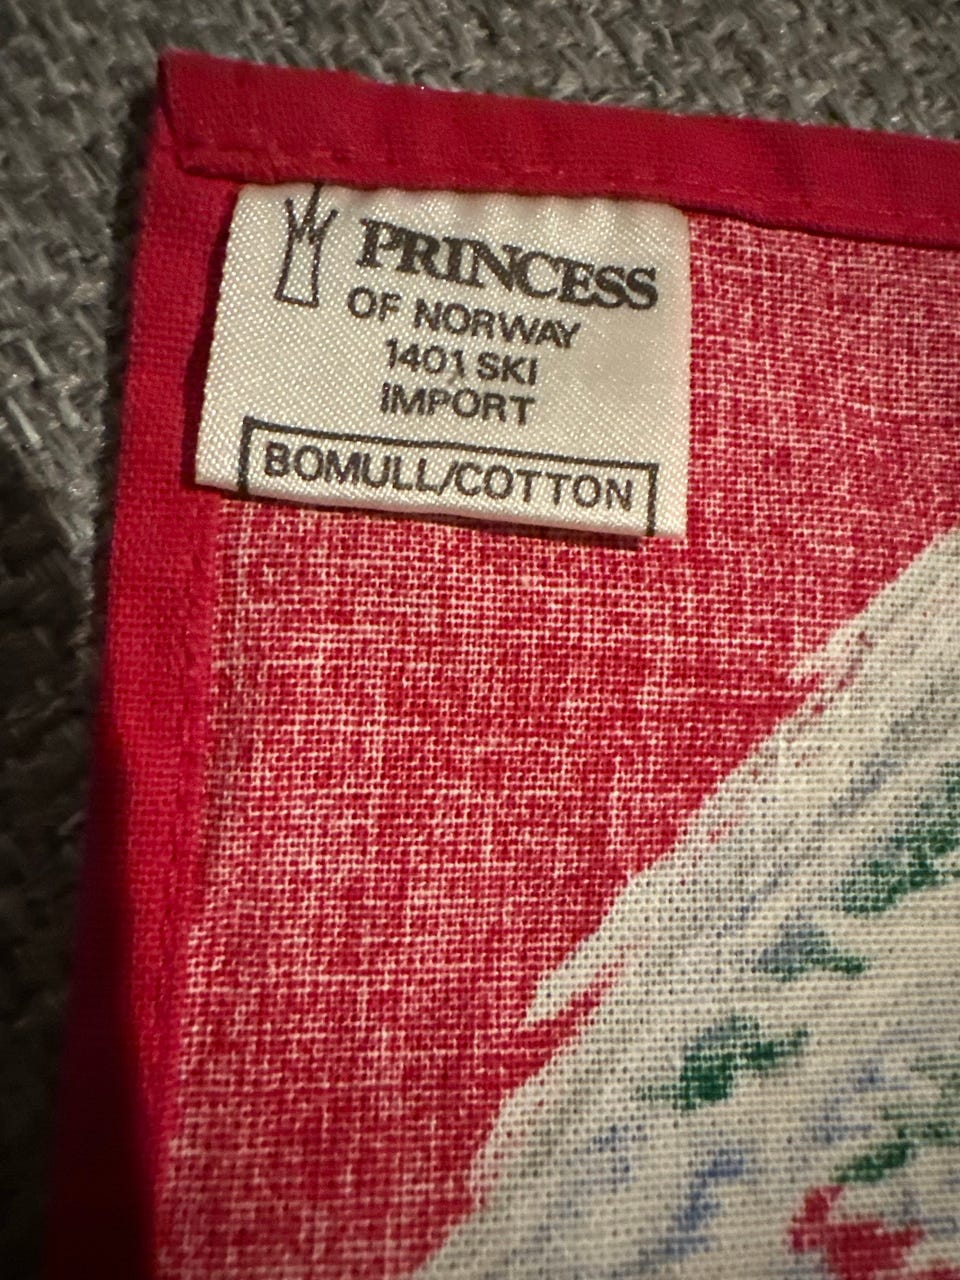 PRINCESS
OF NORWAY
1401 SKI
IMPORT
BOMULL/COTTON